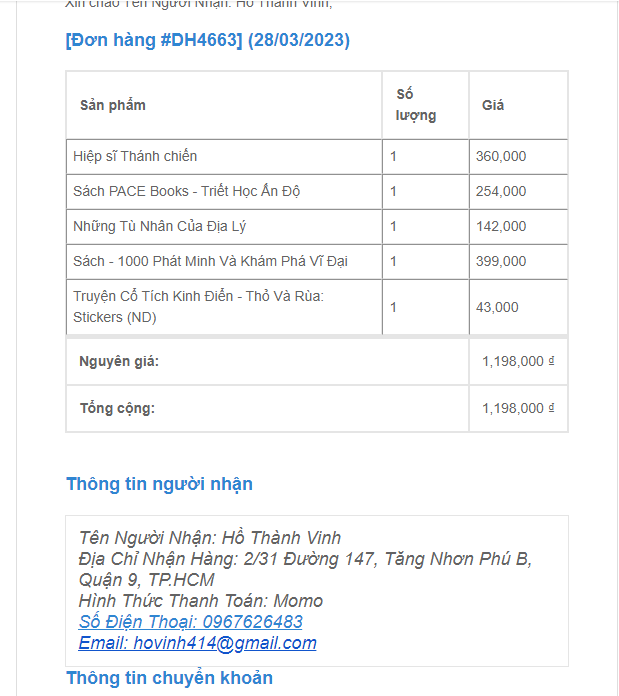 Xin chào Tên Người Nhận: Hồ Thành Vinh,
[Đơn hàng #DH4663] (28/03/2023)
Sản phẩm Số lượng Giá
Hiệp sĩ Thánh chiến 1 360,000
Sách PACE Books - Triết Học Ấn Độ 1 254,000
Những Tù Nhân Của Địa Lý 1 142,000
Sách - 1000 Phát Minh Và Khám Phá Vĩ Đại 1 399,000
Truyện Cổ Tích Kinh Điển - Thỏ Và Rùa:
Stickers (ND) 1 43,000
Nguyên giá: 1,198,000 ₫
Tổng cộng: 1,198,000 ₫
Thông tin người nhận
Tên Người Nhận: Hồ Thành Vinh
Địa Chỉ Nhận Hàng: 2/31 Đường 147, Tăng Nhơn Phú B,
Quận 9, TP.HCM
Hình Thức Thanh Toán: Momo
Số Điện Thoại: 0967626483
Email: hovinh414@gmail.com
Thông tin chuyển khoản